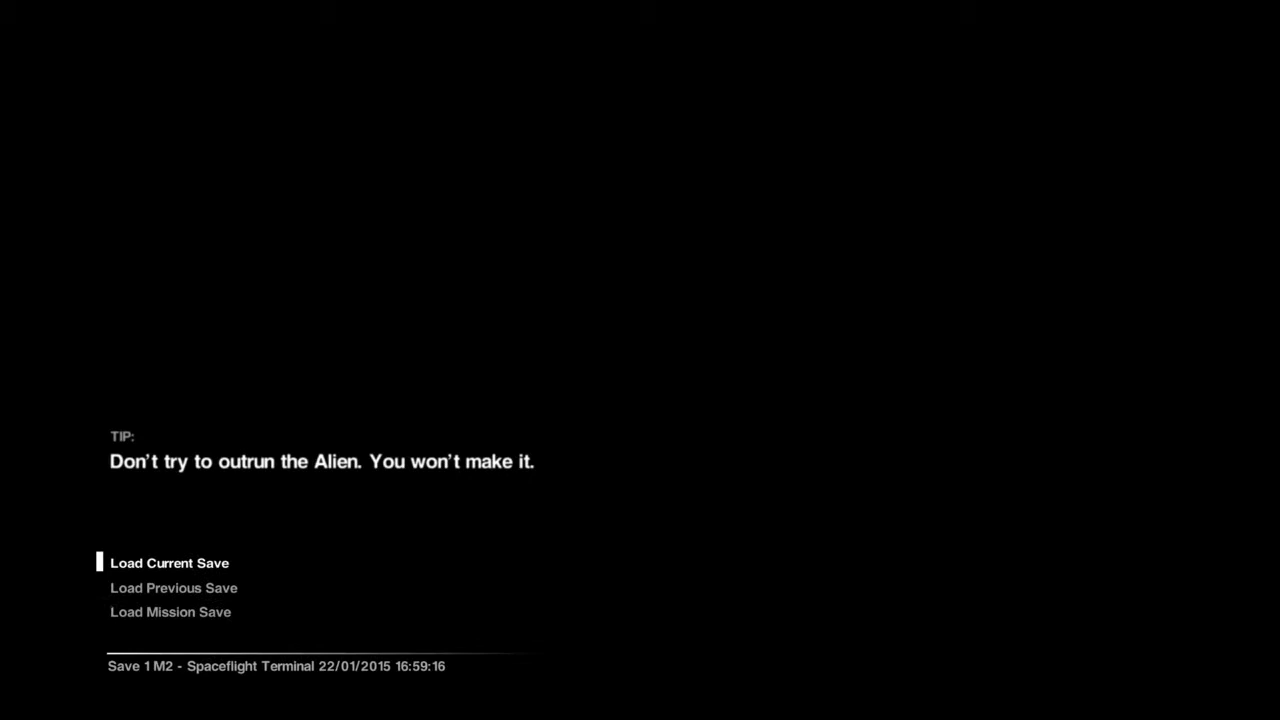 TIP:
Don't try to outrun the Alien. You won't make it.
Load Current Save
Load Previous Save
Load Mission Save
Save 1 M2 - Spaceflight Terminal 22/01/2015 16:59:16